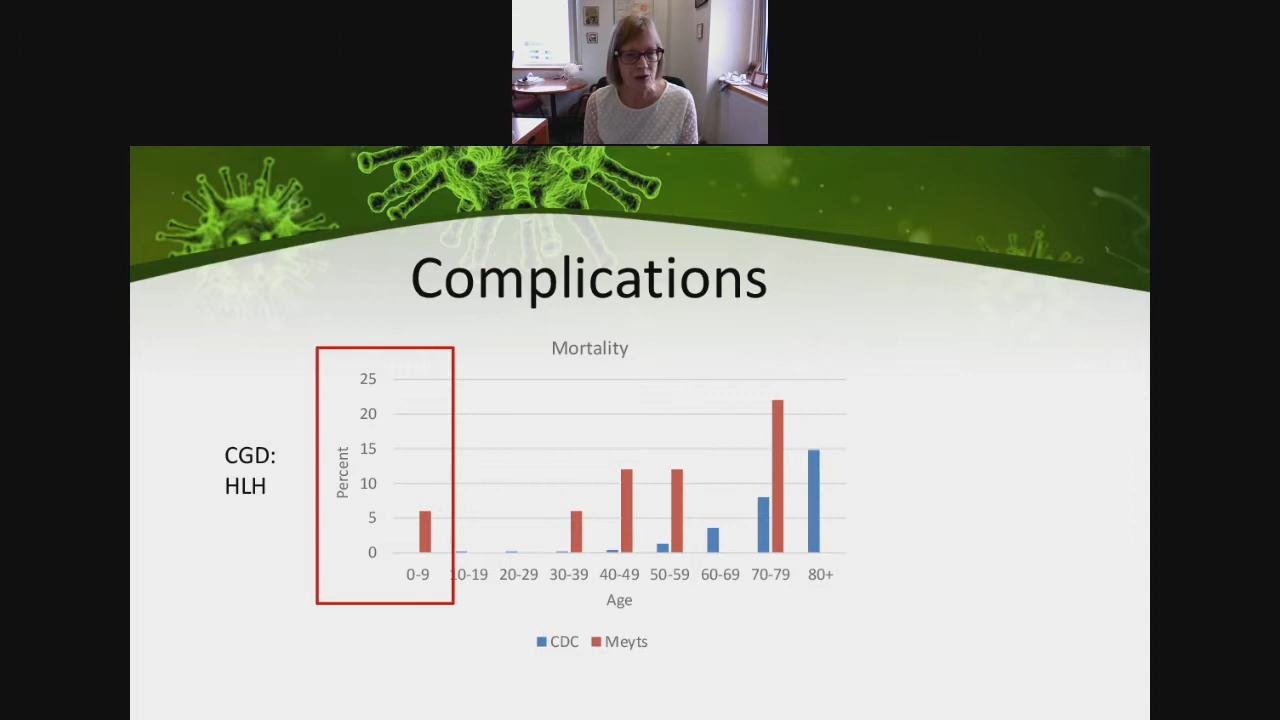 Complications
Mortality
25
20
15
10
5
0
Percent
CGD:
HLH
0-9 10-19 20-29 30-39 40-49 50-59 60-69 70-79 80+
Age
CDC Meyts